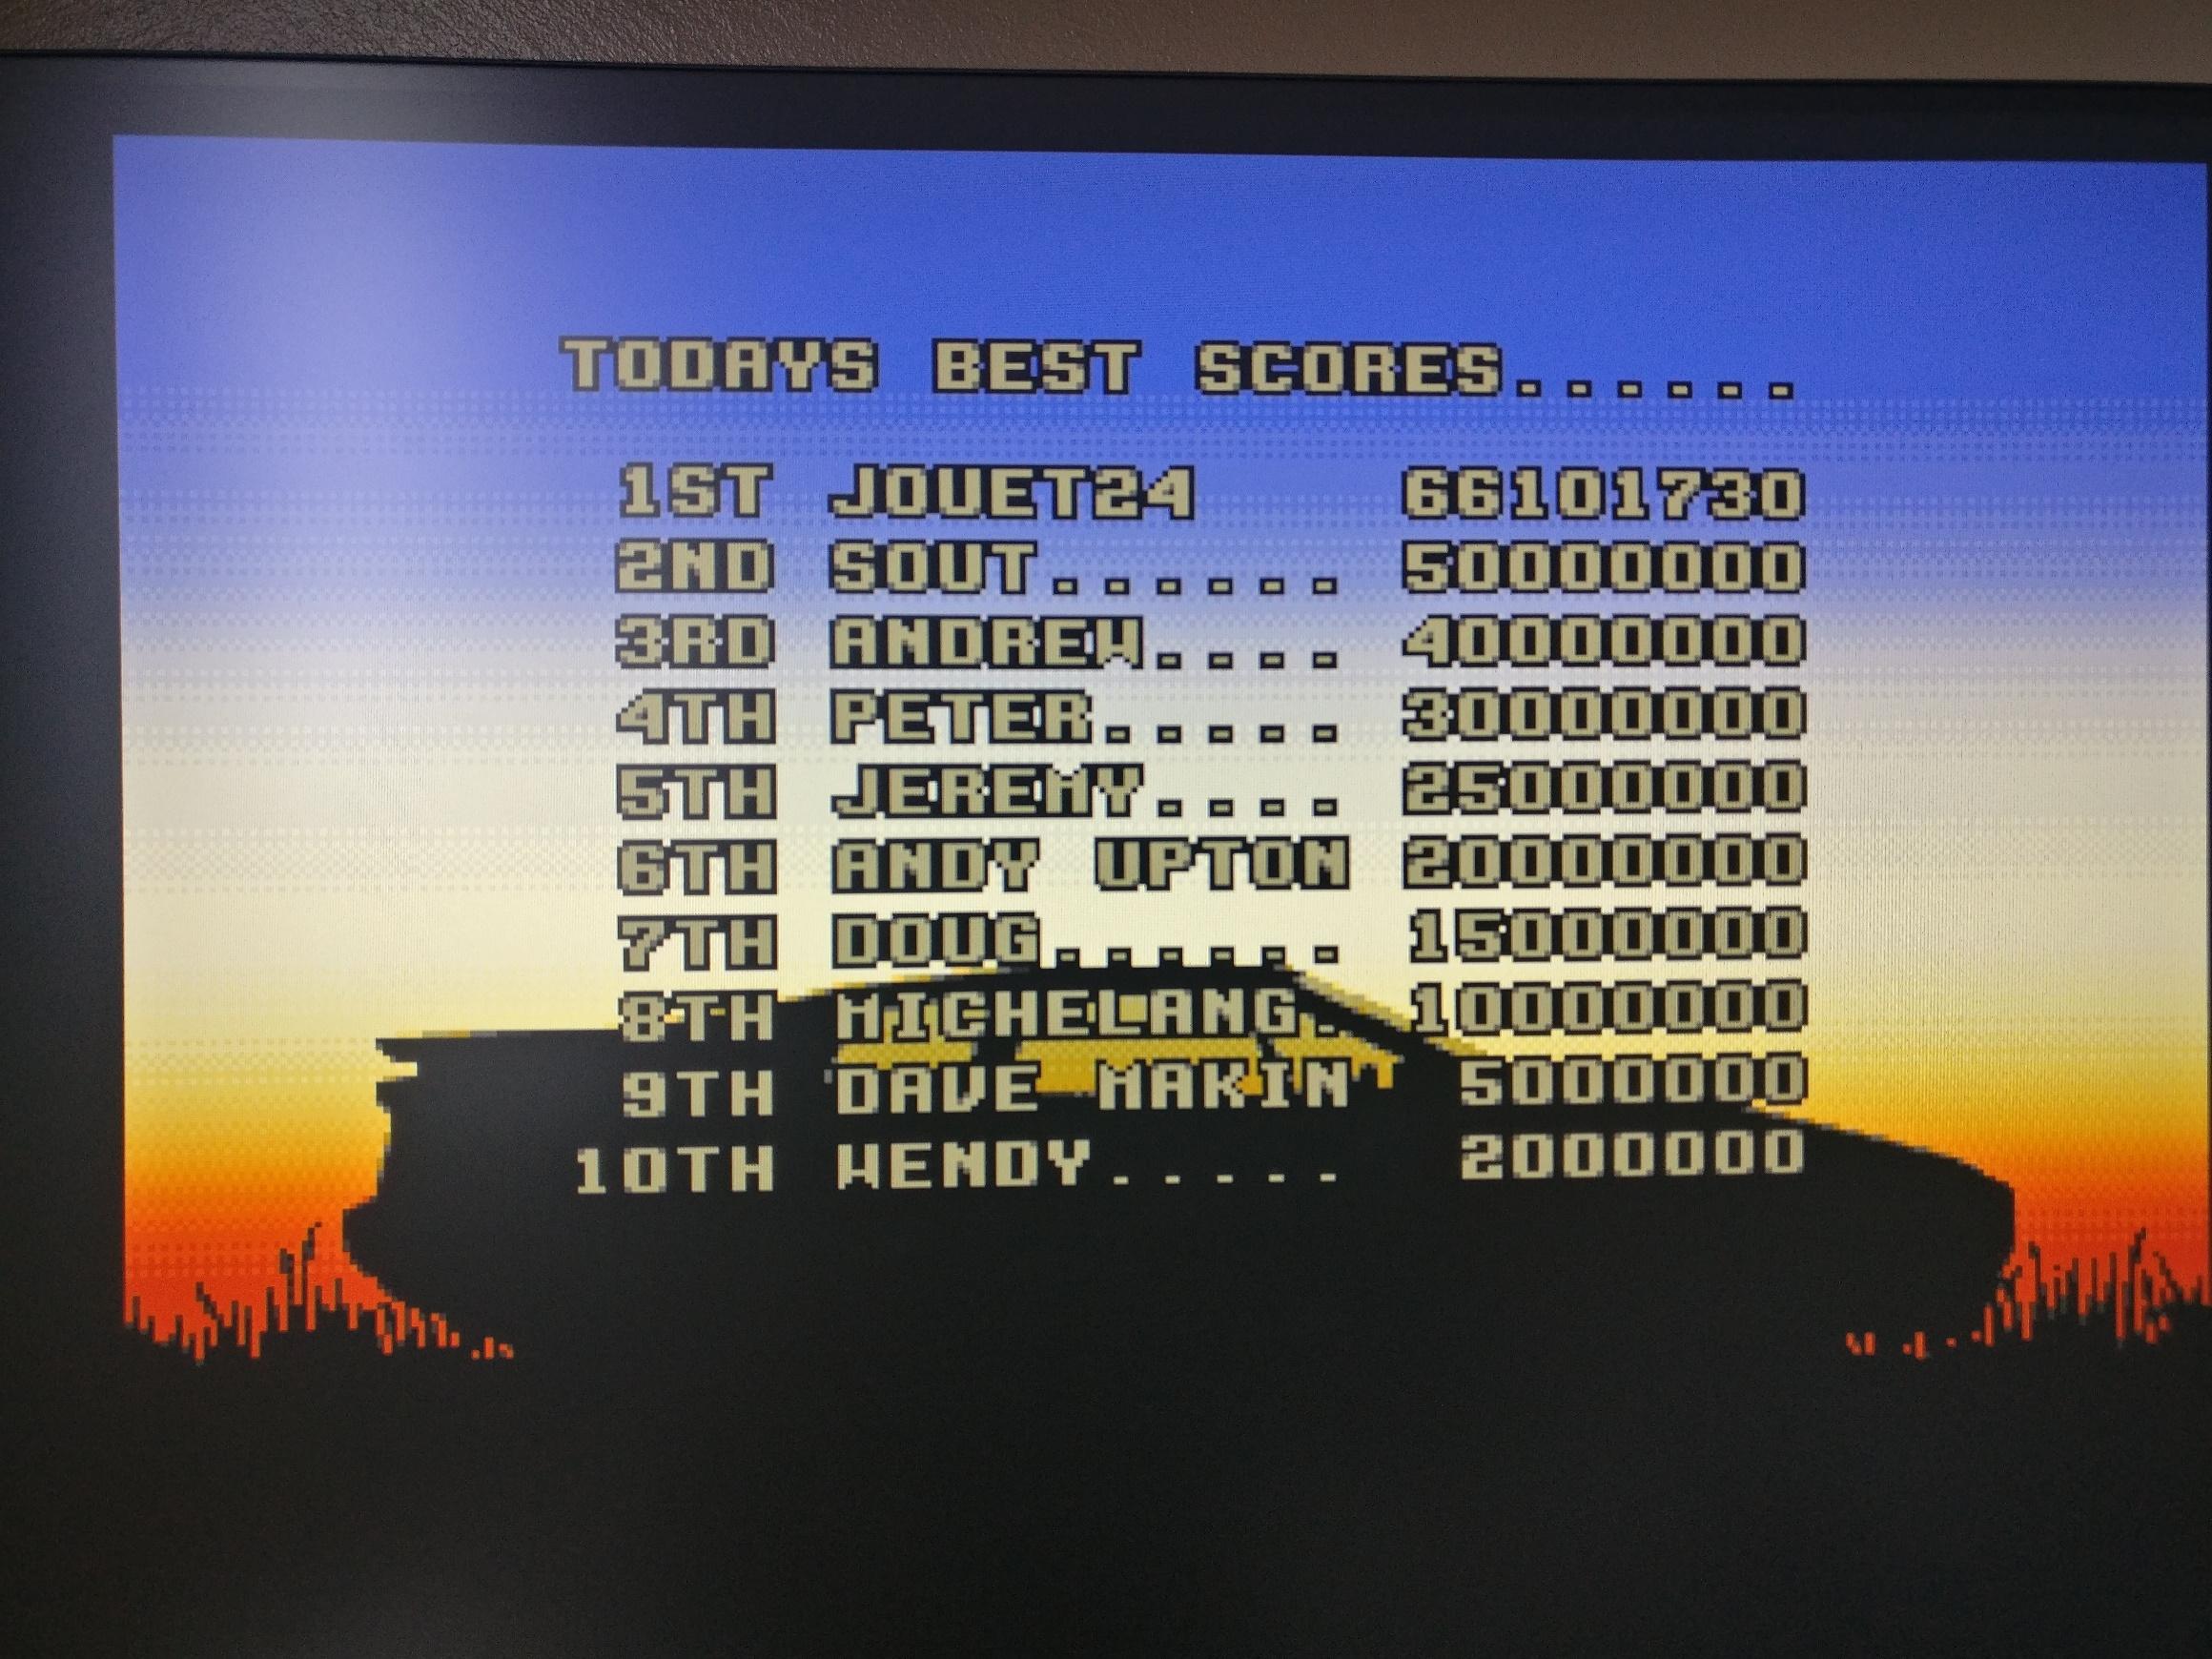 TODAYS BEST SCORES......
1ST JOUET24 66101730
2ND SOUT...... 50000000
3RD ANDREW.... 40000000
4TH PETER..... 30000000
5TH JEREMY.... 25000000
6TH ANDY UPTON 20000000
7TH DOUG...... 15000000
8TH MICHELANG. 10000000
9TH DAVE MAKIN 5000000
10TH WENDY..... 2000000